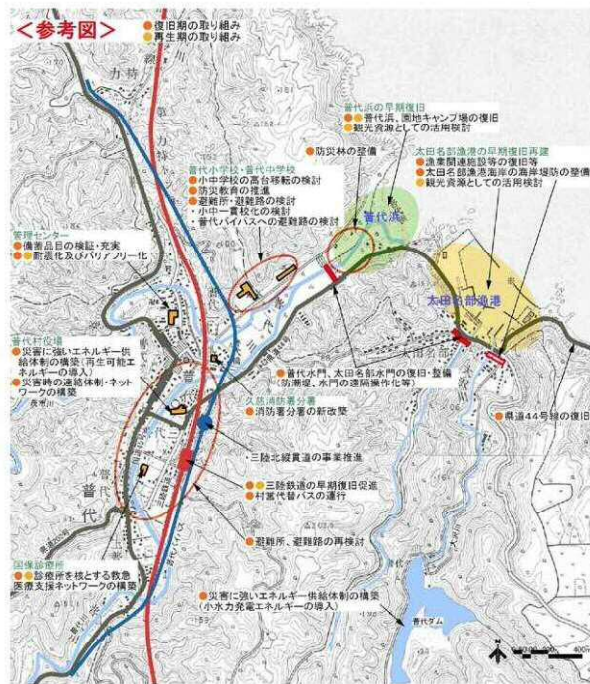 <参考図>
●復旧期の取り組み
●再生期の取り組み
普代浜の早期復旧
●●普代浜、園地キャンプ場の復旧
●観光資源としての活用検討
●防災林の整備
太田名部漁港の早期復旧再建
●漁業関連施設等の復旧等
●太田名部漁港海岸の海岸堤防の整備
●観光資源としての活用検討
普代小学校・普代中学校
●小中学校の高台移転の検討
●防災教育の推進
●避難所・避難路の検討
・小中一貫校化の検討
・普代バイパスへの避難路の検討
普代浜
管理センター
●備蓄品目の検証・充実
●●耐震化及びバリアフリー化
太田名部漁港
普代村役場
●災害に強いエネルギー供
給体制の構築(再生可能エ
ネルギーの導入)
●災害時の連絡体制・ネット
ワークの構築
●普代水門、太田名部水門の復旧・整備
(防潮堤、水門の遠隔操作化等)
久慈消防署分署
●消防署分署の新改築
●県道44号線の復旧
・三陸北縦貫道の事業推進
●●三陸鉄道の早期復旧促進
●村営代替バスの運行
●避難所、避難路の再検討
国保診療所
●●診療所を核とする救急
医療支援ネットワークの構築
●災害に強いエネルギー供給体制の構築
(小水力発電エネルギーの導入)
普代ダム